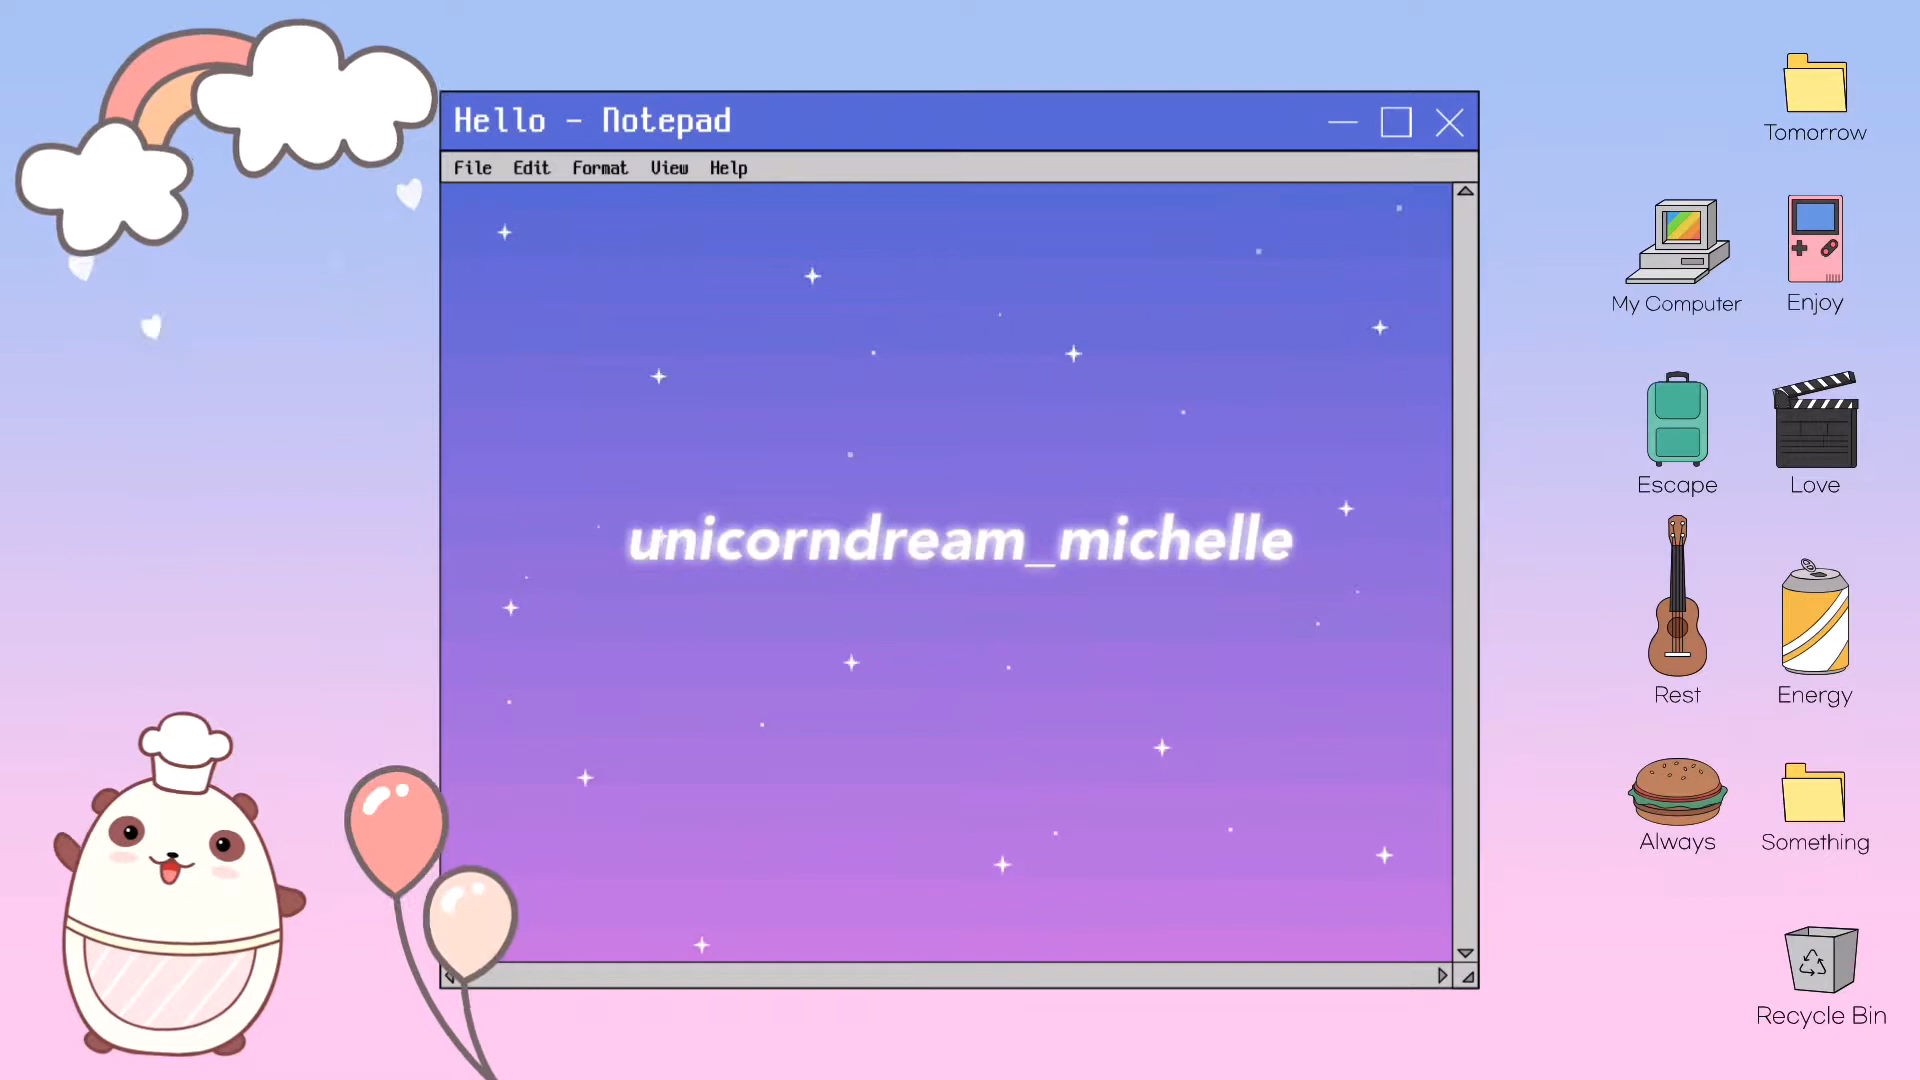 Hello - Notepad
File Edit Format View Help
unicorndream_michelle
Tomorrow
My Computer
Enjoy
Escape
Love
Rest
Energy
Always
Something
Recycle Bin